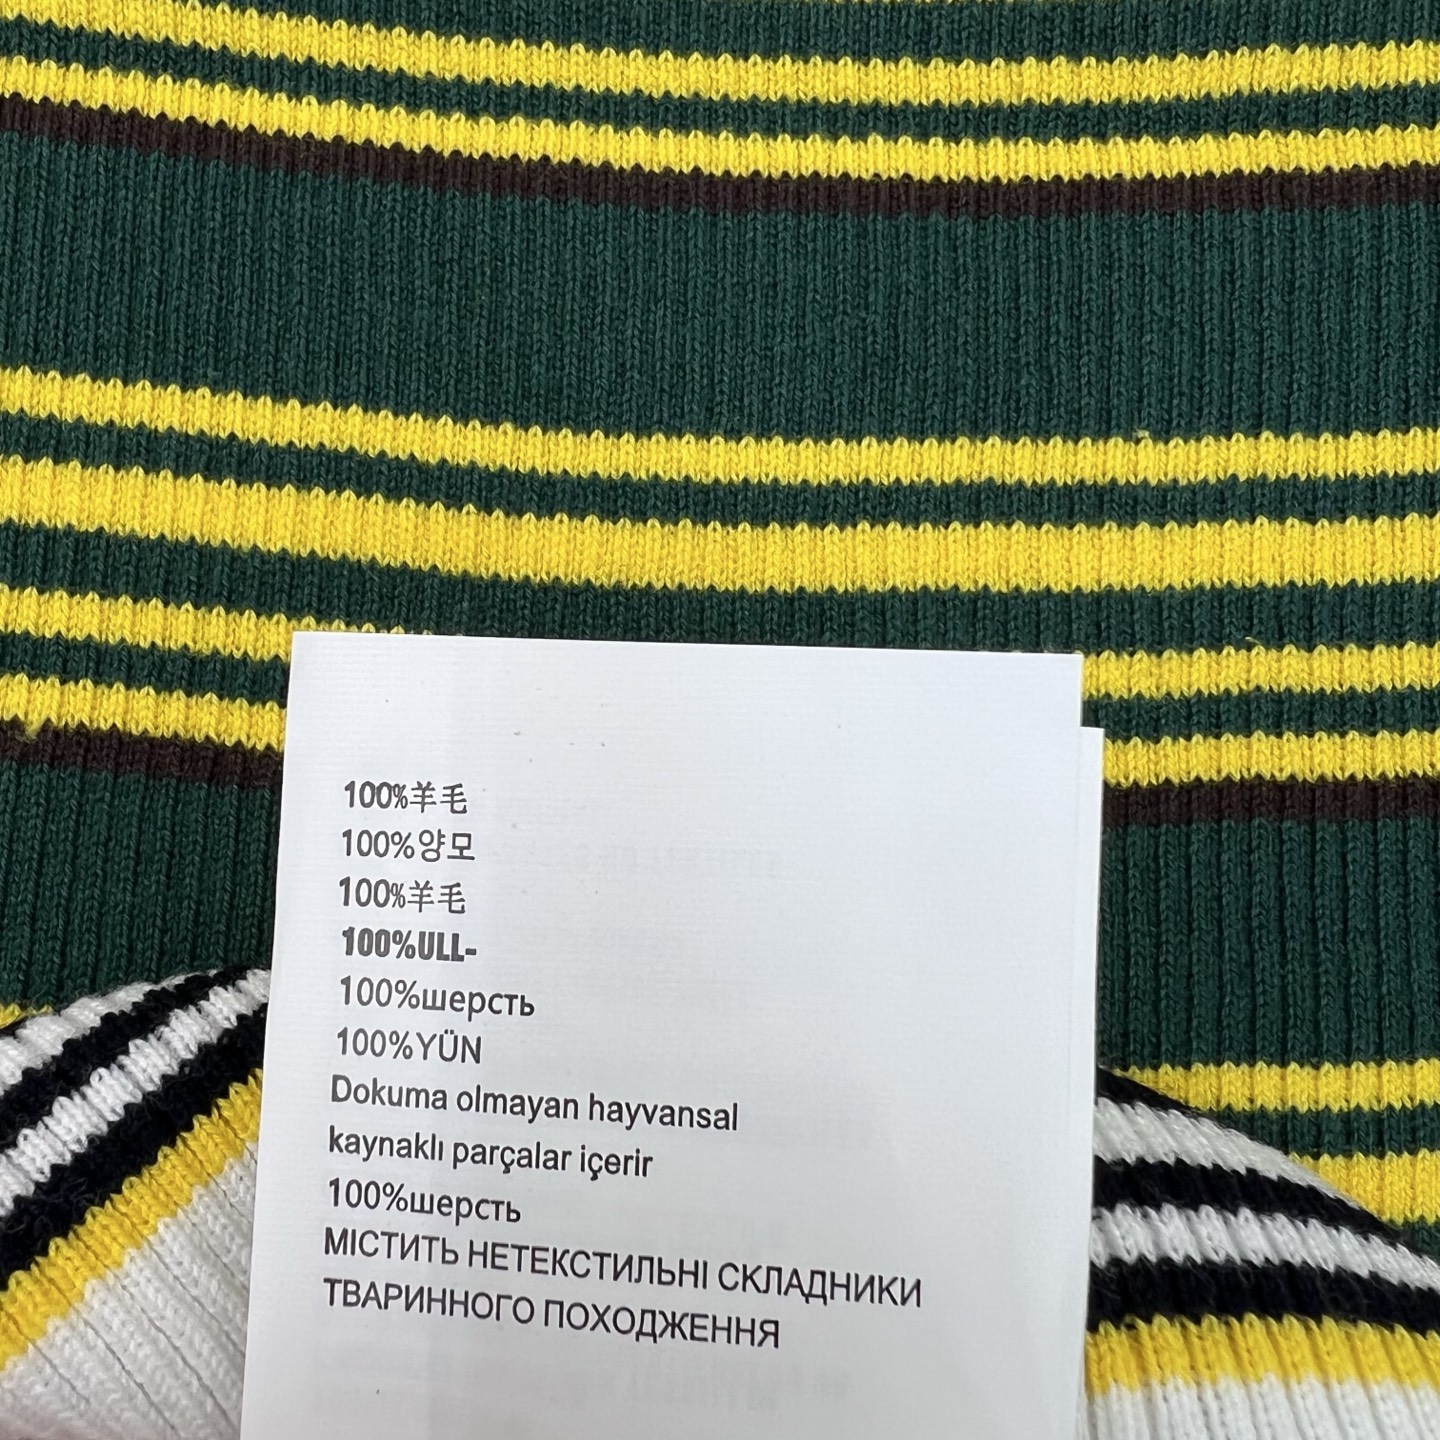 100%羊毛
100%양모
100%羊毛
100%ULL-
100%шерсть
100%YÜN
Dokuma olmayan hayvansal
kaynaklı parçalar içerir
100%шерсть
МІСТИТЬ НЕТЕКСТИЛЬНІ СКЛАДНИКИ
ТВАРИННОГО ПОХОДЖЕННЯ